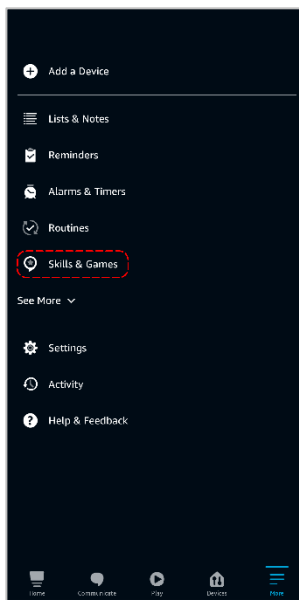 Add a Device
Lists & Notes
Reminders
Alarms & Timers
Routines
Skills & Games
See More
Settings
Activity
Help & Feedback
Home Communicate Play Devices More